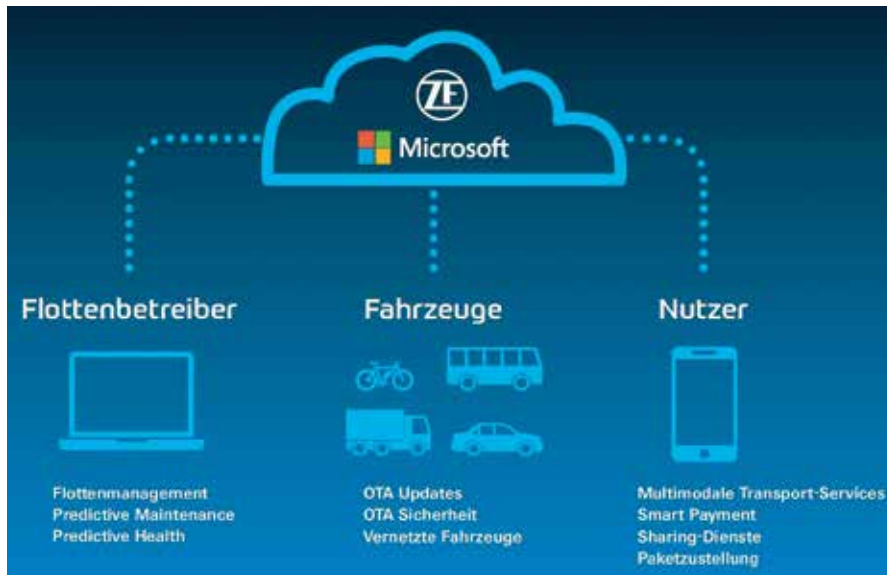 ZF
Microsoft
Flottenbetreiber
Fahrzeuge
Nutzer
Flottenmanagement
Predictive Maintenance
Predictive Health
OTA Updates
OTA Sicherheit
Vernetzte Fahrzeuge
Multimodale Transport-Services
Smart Payment
Sharing-Dienste
Paketzustellung